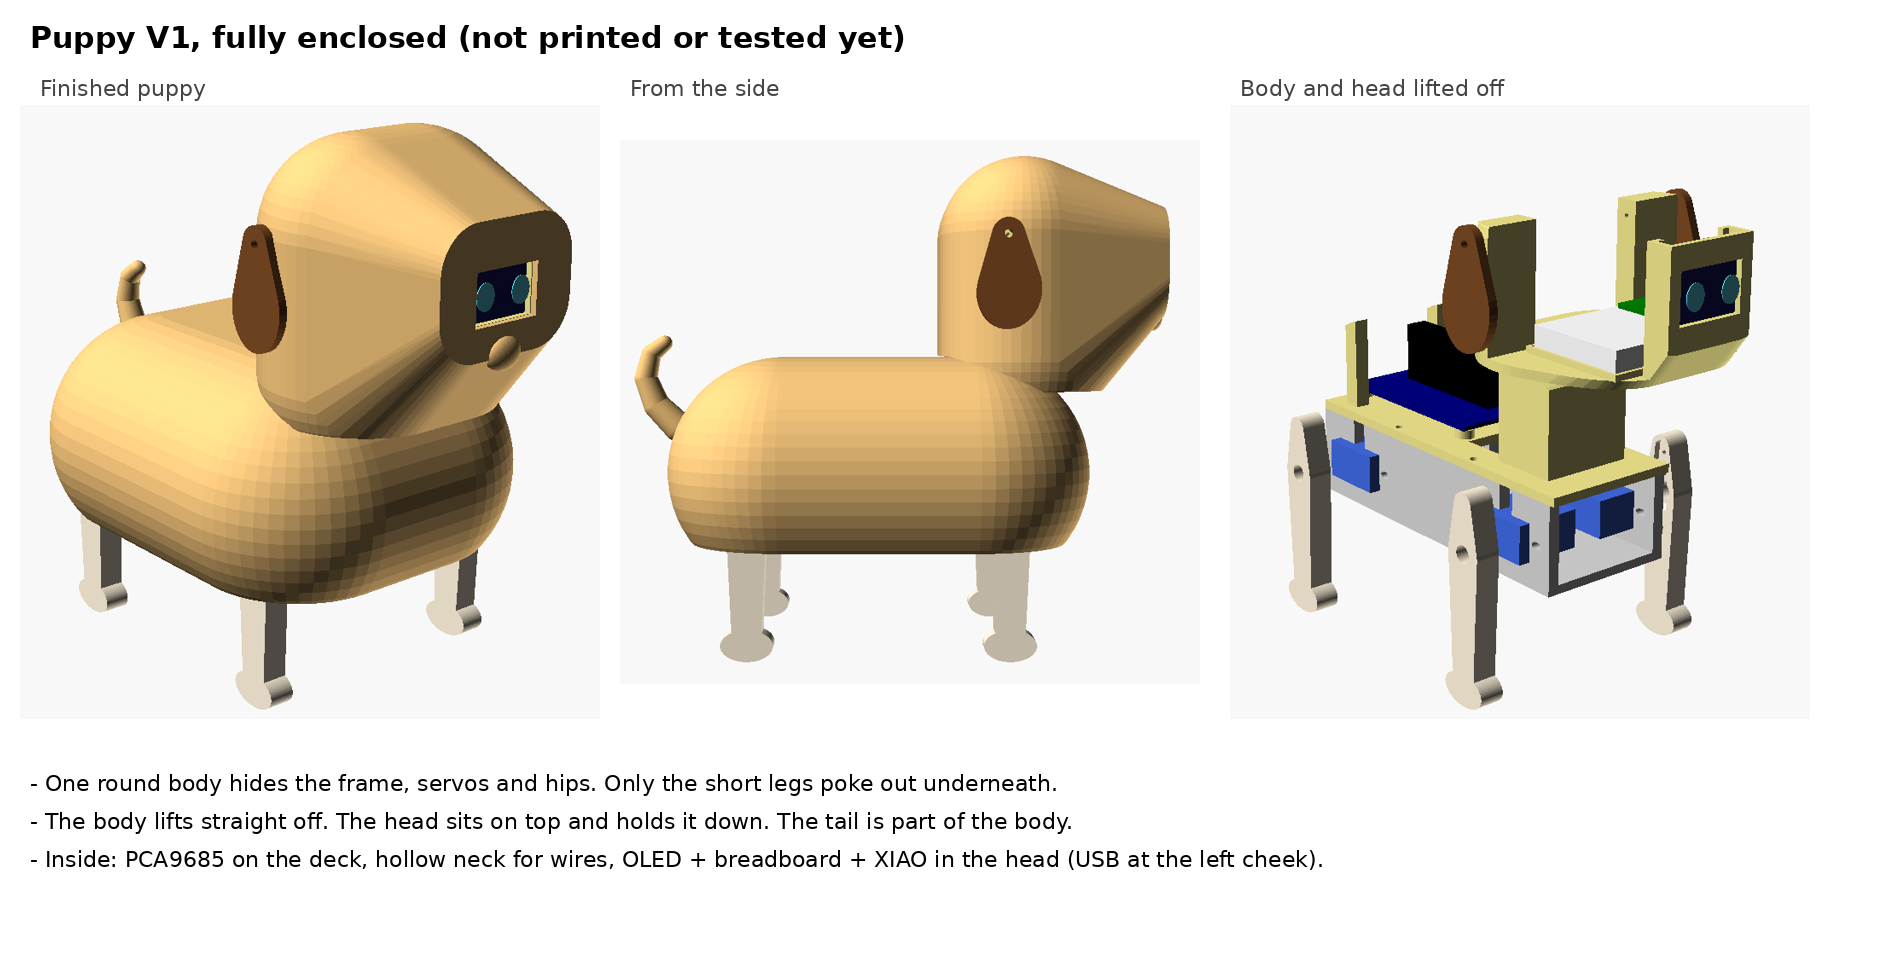 Puppy V1, fully enclosed (not printed or tested yet)
Finished puppy
From the side
Body and head lifted off
- One round body hides the frame, servos and hips. Only the short legs poke out underneath.
- The body lifts straight off. The head sits on top and holds it down. The tail is part of the body.
- Inside: PCA9685 on the deck, hollow neck for wires, OLED + breadboard + XIAO in the head (USB at the left cheek).